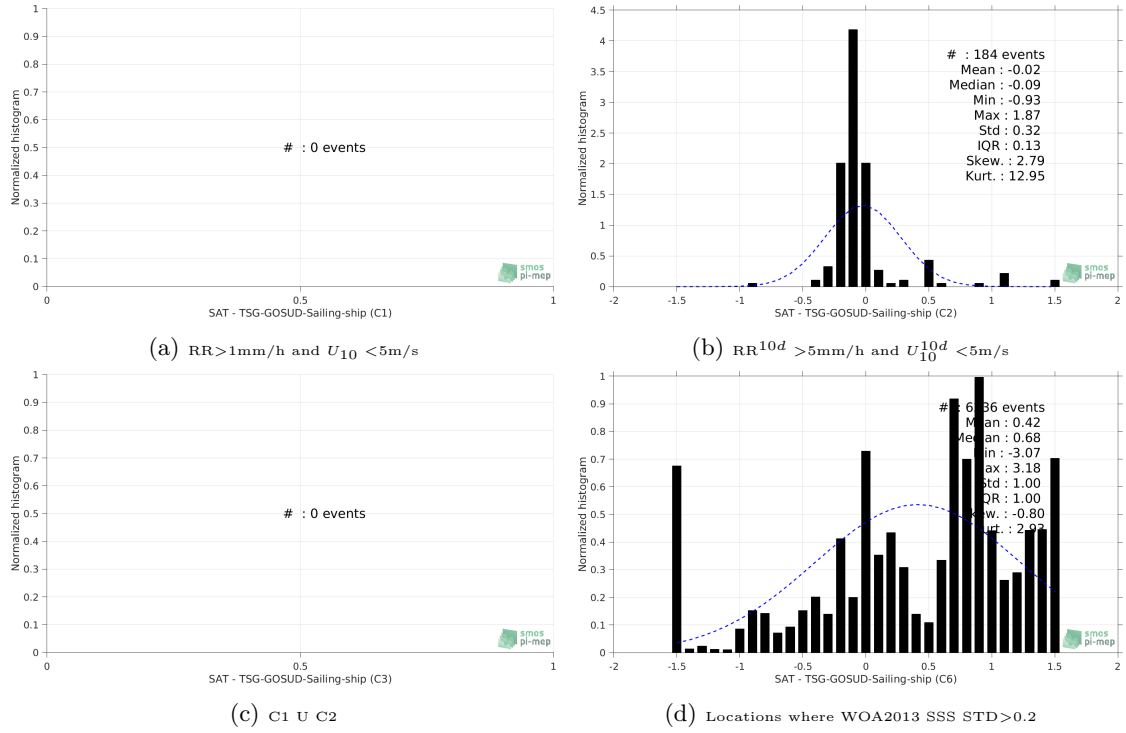 1
0.9
0.8
0.7
0.6
0.5
0.4
0.3
0.2
0.1
0
Normalized histogram
# : 0 events
smos
pi-mep
0 0.5 1
SAT - TSG-GOSUD-Sailing-ship (C1)
(a) RR>1mm/h and U10 <5m/s
4.5
4
3.5
3
2.5
2
1.5
1
0.5
0
Normalized histogram
# : 184 events
Mean : -0.02
Median : -0.09
Min : -0.93
Max : 1.87
Std : 0.32
IQR : 0.13
Skew. : 2.79
Kurt. : 12.95
smos
pi-mep
-2 -1.5 -1 -0.5 0 0.5 1 1.5 2
SAT - TSG-GOSUD-Sailing-ship (C2)
(b) RR10d >5mm/h and U10d10 <5m/s
1
0.9
0.8
0.7
0.6
0.5
0.4
0.3
0.2
0.1
0
Normalized histogram
# : 0 events
smos
pi-mep
0 0.5 1
SAT - TSG-GOSUD-Sailing-ship (C3)
(c) C1 U C2
1
0.9
0.8
0.7
0.6
0.5
0.4
0.3
0.2
0.1
0
Normalized histogram
# : events
Mean : 0.42
Median : 0.68
Min : -3.07
Max : 3.18
Std : 1.00
IQR : 1.00
Skew. : -0.80
Kurt. : 2.93
smos
pi-mep
-2 -1.5 -1 -0.5 0 0.5 1 1.5 2
SAT - TSG-GOSUD-Sailing-ship (C6)
(d) Locations where WOA2013 SSS STD>0.2